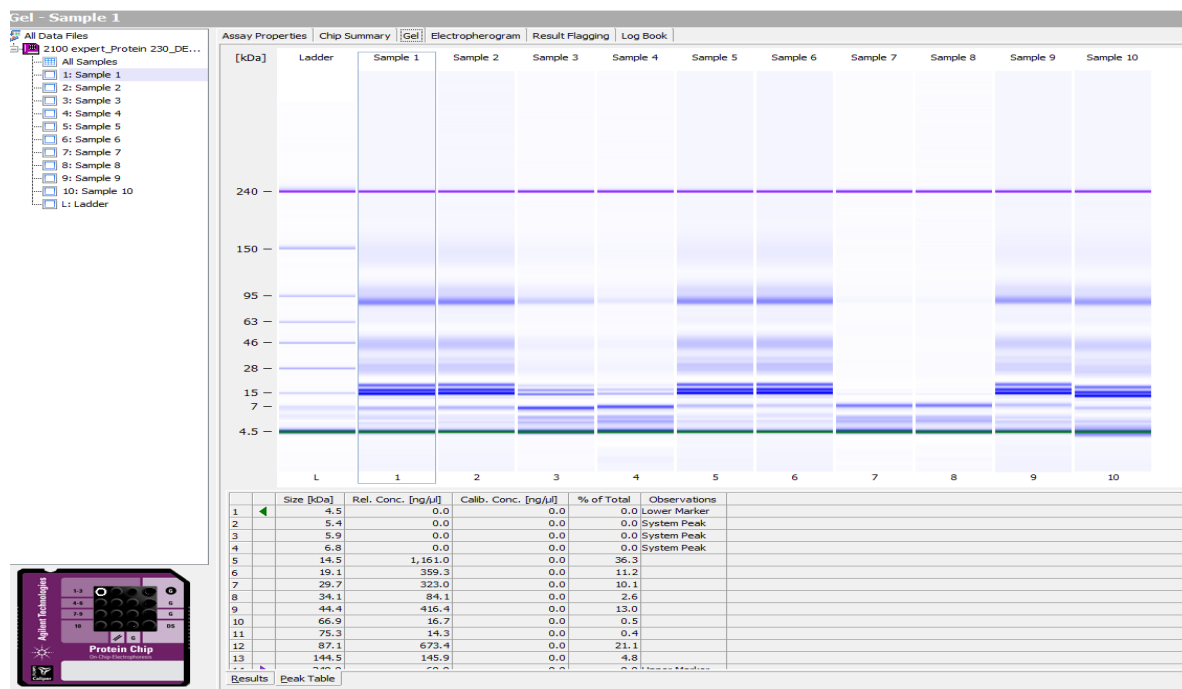 Gel - Sample 1
All Data Files
2100 expert_Protein 230_DE...
All Samples
1: Sample 1
2: Sample 2
3: Sample 3
4: Sample 4
5: Sample 5
6: Sample 6
7: Sample 7
8: Sample 8
9: Sample 9
10: Sample 10
L: Ladder
Assay Properties Chip Summary Gel Electropherogram Result Flagging Log Book
[kDa] Ladder Sample 1 Sample 2 Sample 3 Sample 4 Sample 5 Sample 6 Sample 7 Sample 8 Sample 9 Sample 10
240
150
95
63
46
28
15
7
4.5
L 1 2 3 4 5 6 7 8 9 10
Size [kDa] Rel. Conc. [ng/µl] Calib. Conc. [ng/µl] % of Total Observations
1 4.5 0.0 0.0 0.0 Lower Marker
2 5.4 0.0 0.0 0.0 System Peak
3 5.9 0.0 0.0 0.0 System Peak
4 6.8 0.0 0.0 0.0 System Peak
5 14.5 1,161.0 0.0 36.3
6 19.1 359.3 0.0 11.2
7 29.7 323.0 0.0 10.1
8 34.1 84.1 0.0 2.6
9 44.4 416.4 0.0 13.0
10 66.9 16.7 0.0 0.5
11 75.3 14.3 0.0 0.4
12 87.1 673.4 0.0 21.1
13 144.5 145.9 0.0 4.8
Results Peak Table
Agilent Technologies
1-3 G
4-6 G
7-9 G
10 DS
G
Protein Chip
On-Chip-Electrophoresis
Caliper